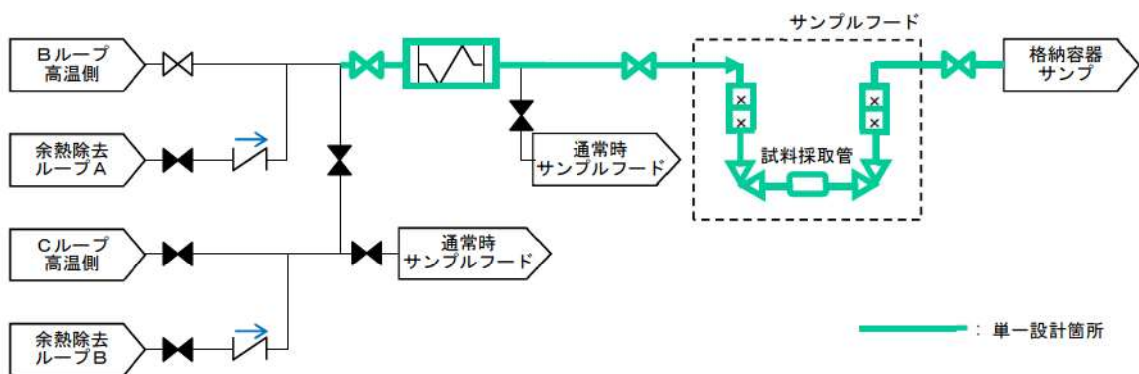 サンプルフード
Bループ
高温側
格納容器
サンプ
余熱除去
ループA
通常時
サンプルフード
試料採取管
Cループ
高温側
通常時
サンプルフード
余熱除去
ループB
: 単一設計箇所